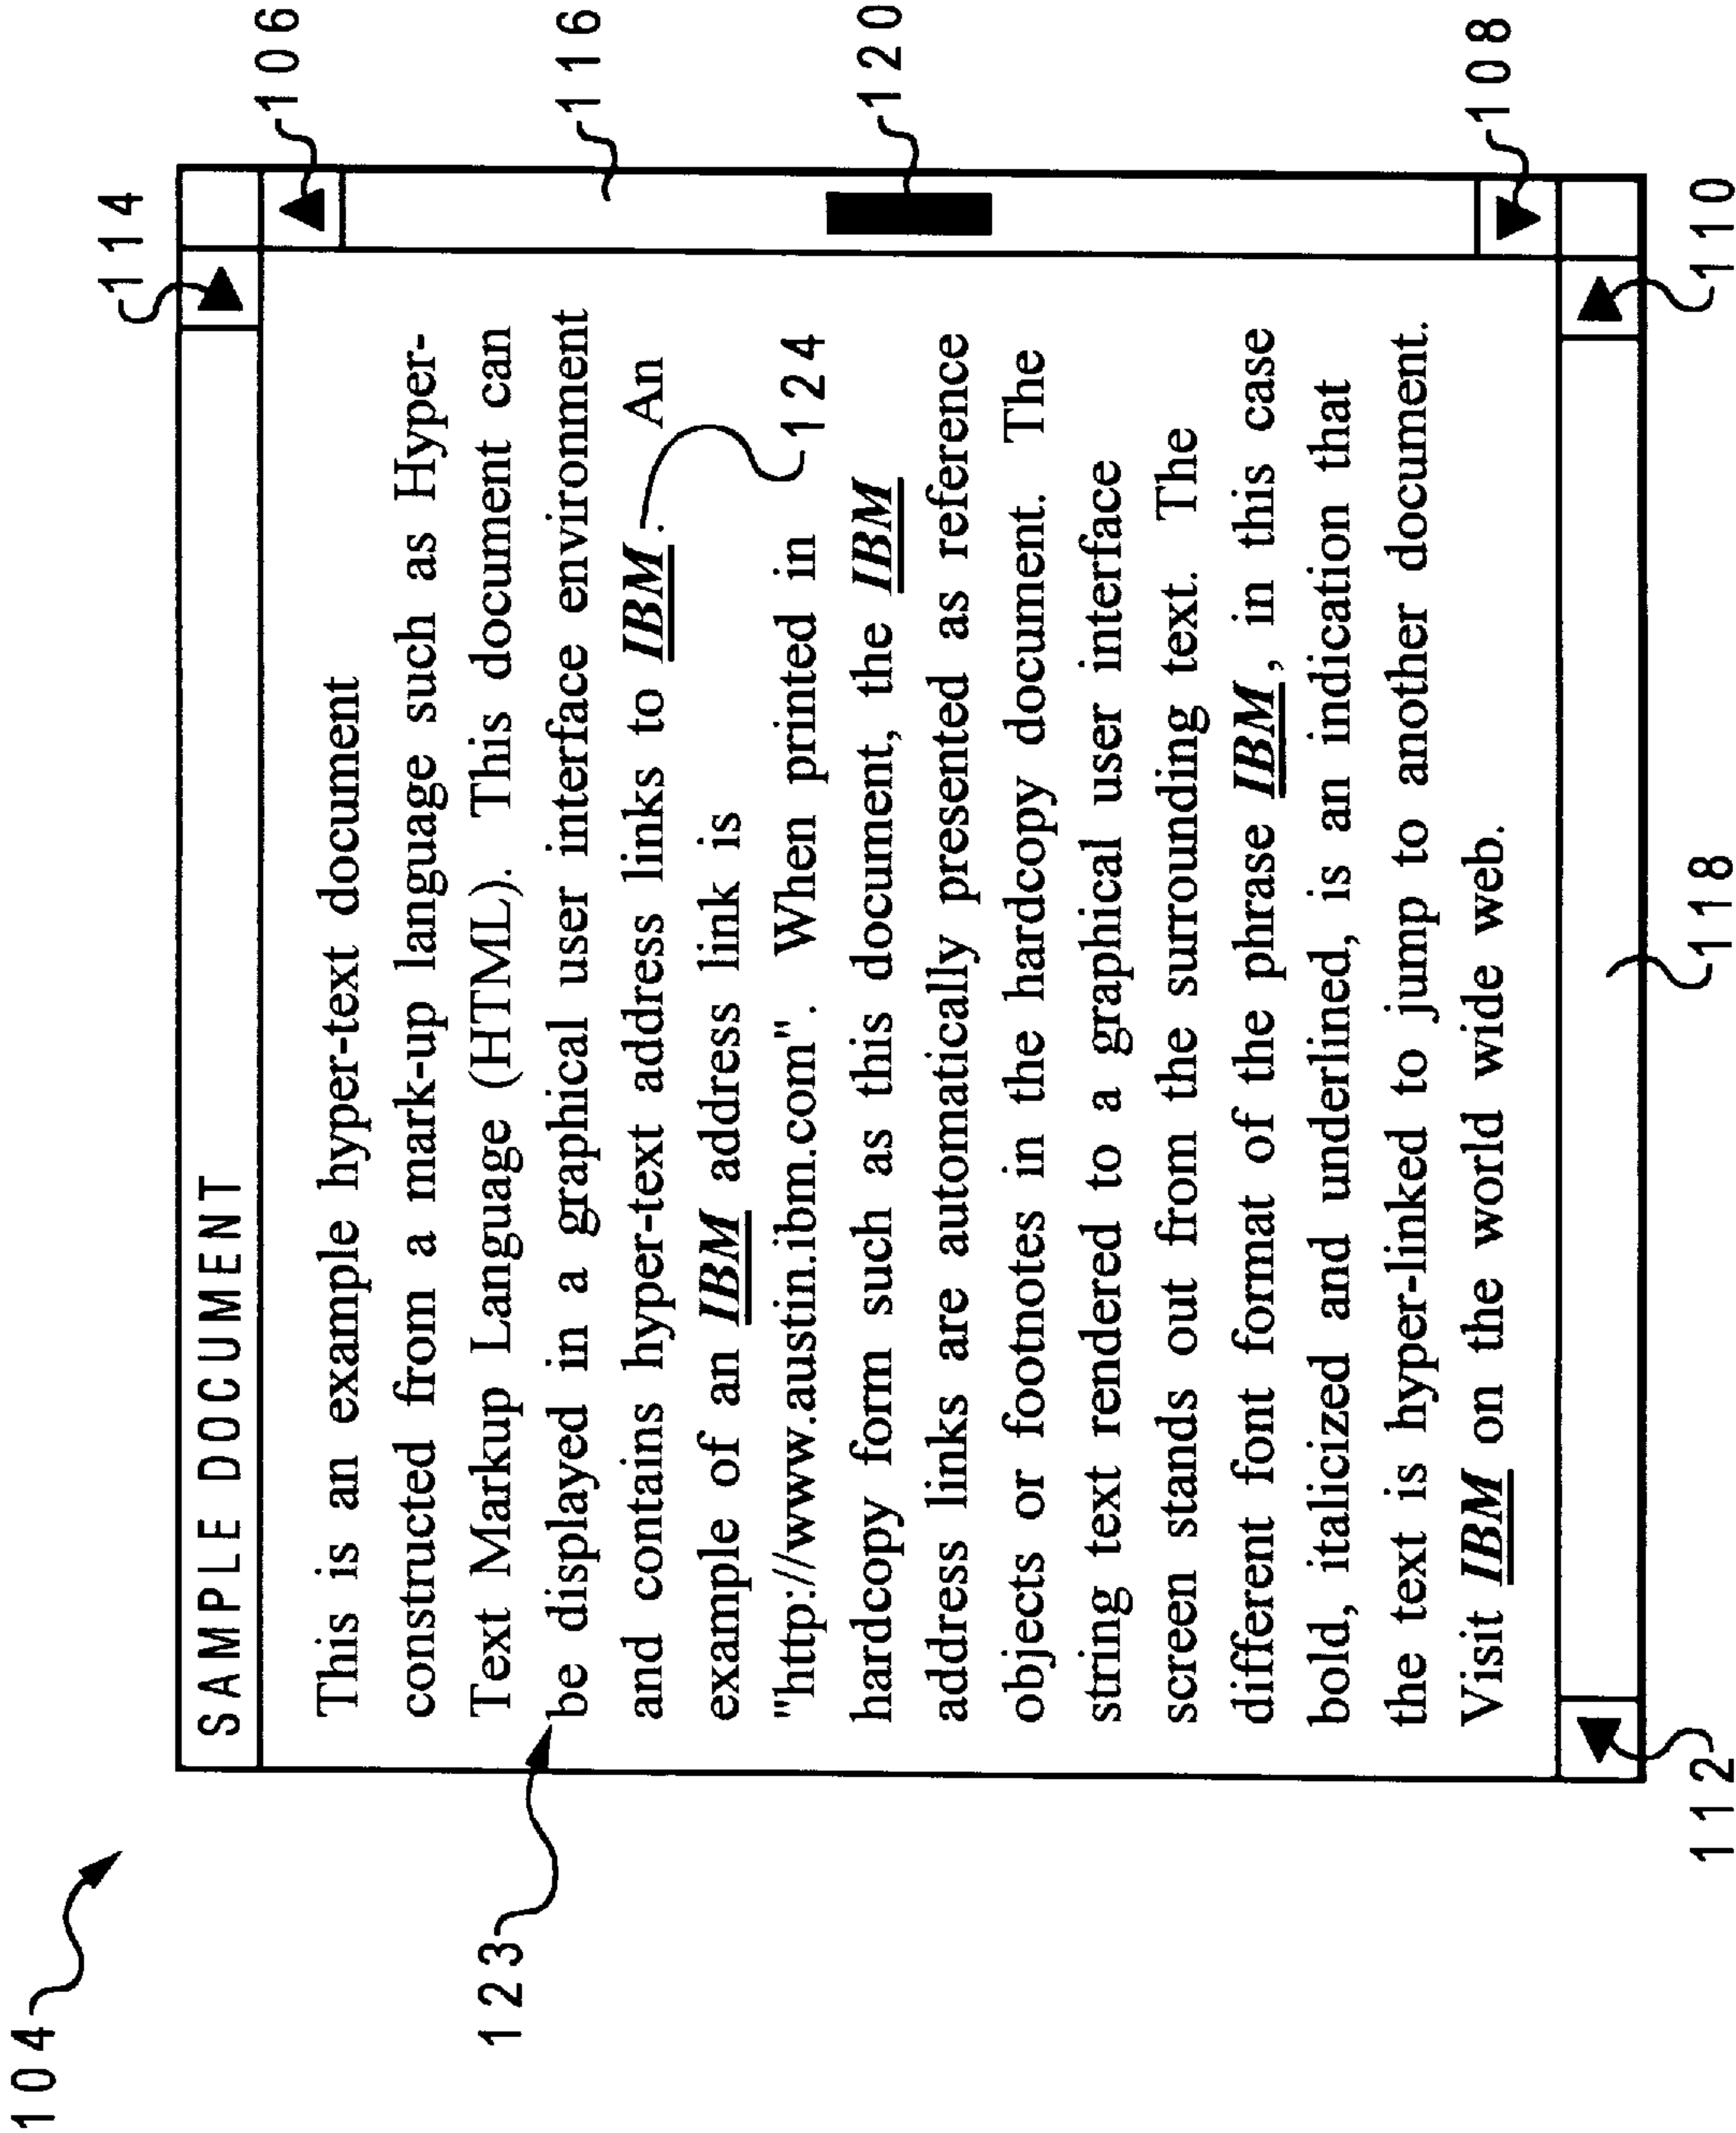 104
114
SAMPLE DOCUMENT
106
This is an example hyper-text document
constructed from a mark-up language such as Hyper-
Text Markup Language (HTML). This document can
116
123
be displayed in a graphical user interface environment
and contains hyper-text address links to IBM. An
example of an IBM address link is
124
"http://www.austin.ibm.com". When printed in
hardcopy form such as this document, the IBM
120
address links are automatically presented as reference
objects or footnotes in the hardcopy document. The
string text rendered to a graphical user interface
screen stands out from the surrounding text. The
different font format of the phrase IBM, in this case
bold, italicized and underlined, is an indication that
the text is hyper-linked to jump to another document.
Visit IBM on the world wide web.
108
112
118
110